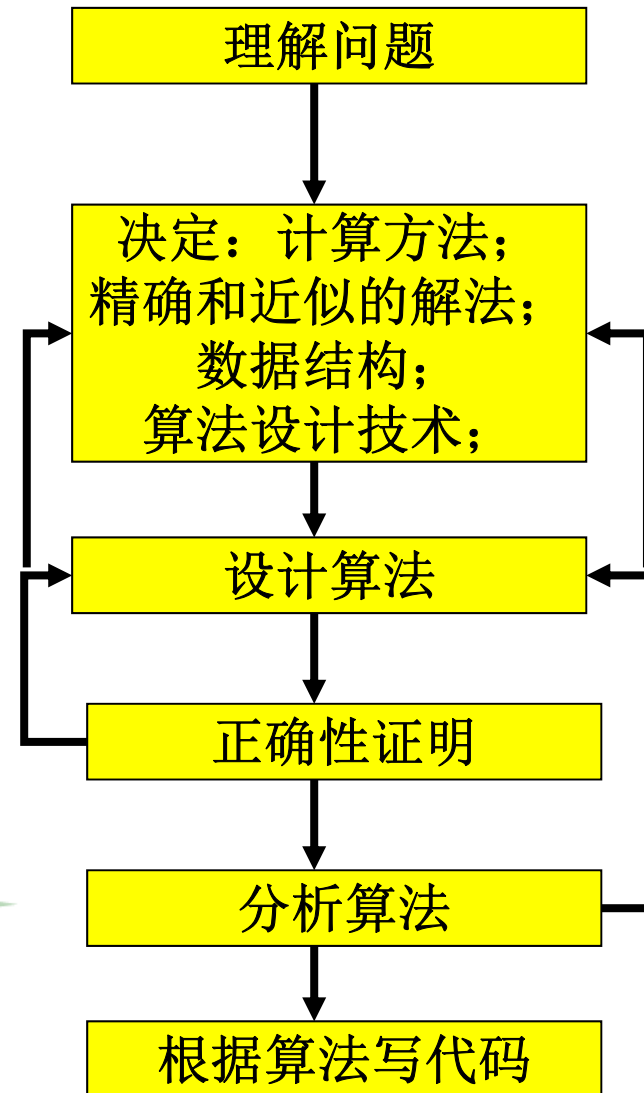 理解问题
决定：计算方法；
精确和近似的解法；
数据结构；
算法设计技术；
设计算法
正确性证明
分析算法
根据算法写代码